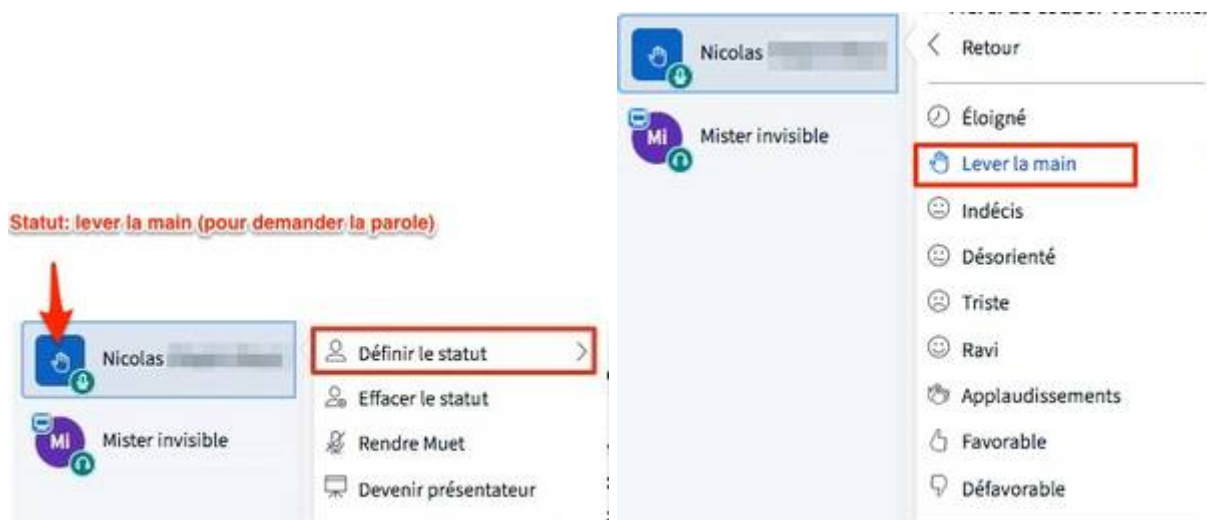 Statut: lever la main (pour demander la parole)
Nicolas
Mi
Mister invisible
Définir le statut
Effacer le statut
Rendre Muet
Devenir présentateur
Nicolas
Mi
Mister invisible
Retour
Éloigné
Lever la main
Indécis
Désorienté
Triste
Ravi
Applaudissements
Favorable
Défavorable